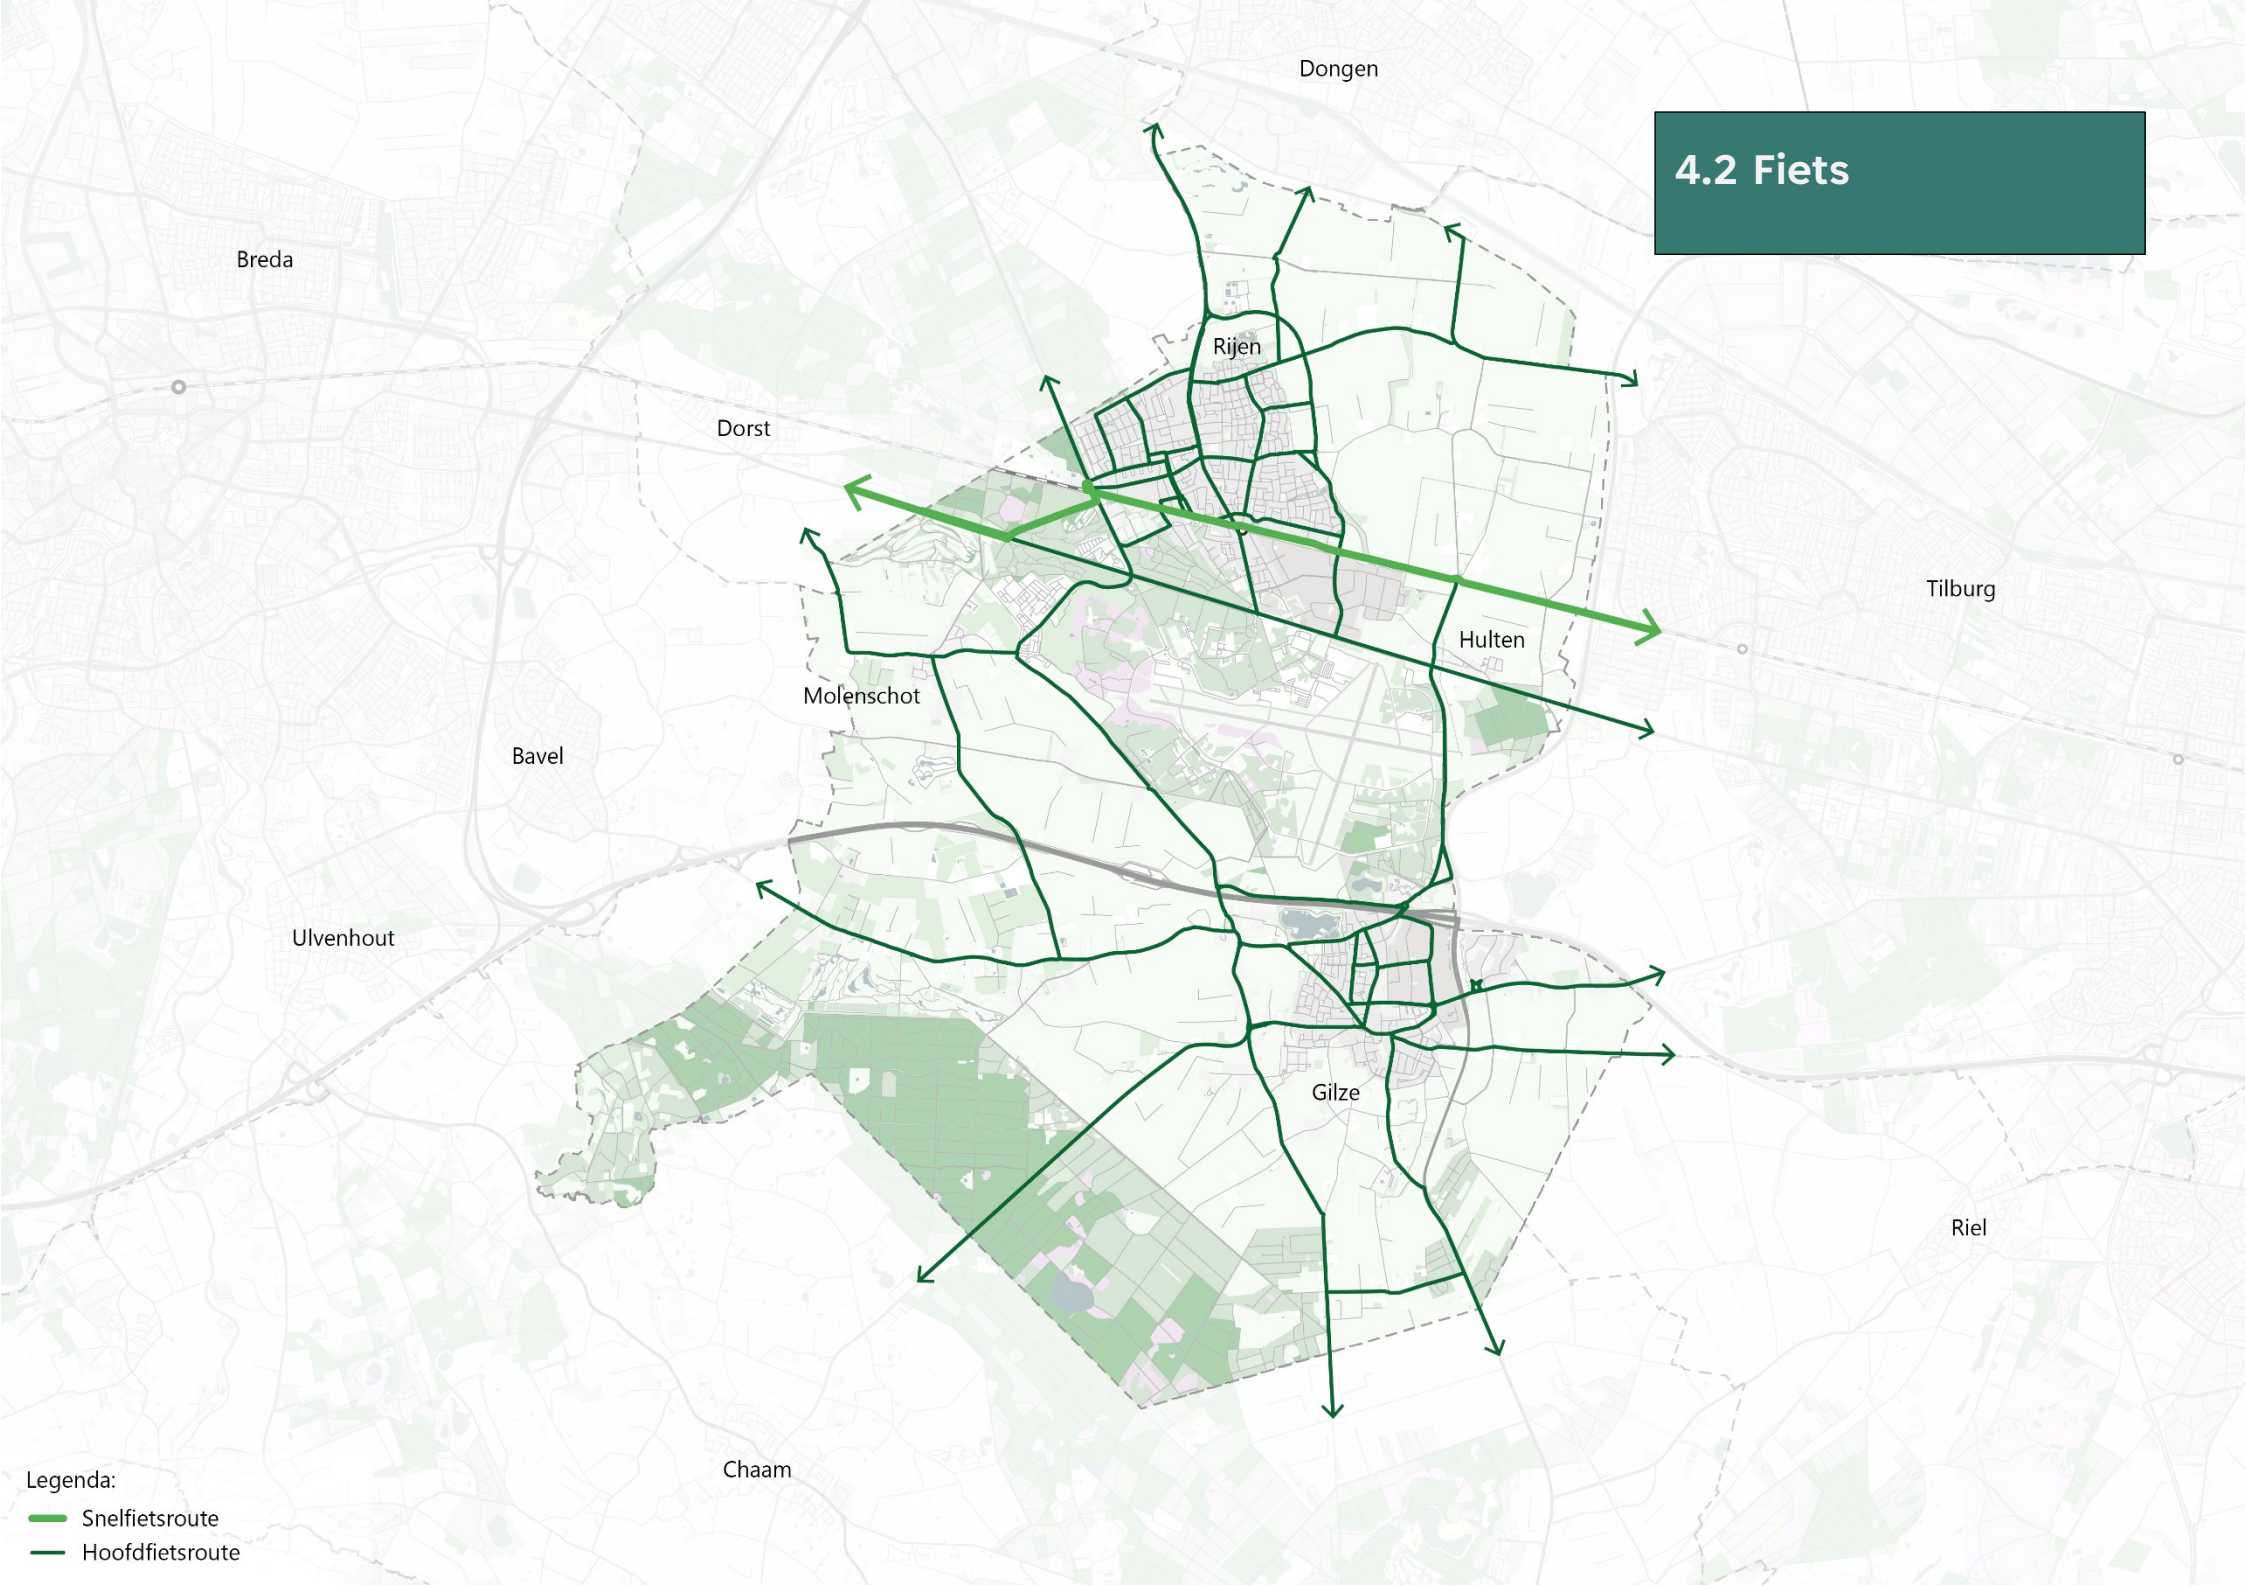 Dongen
4.2 Fiets
Breda
Rijen
Dorst
Tilburg
Hulten
Molenschot
Bavel
Ulvenhout
Gilze
Riel
Chaam
Legenda:
Snelfietsroute
Hoofdfietsroute